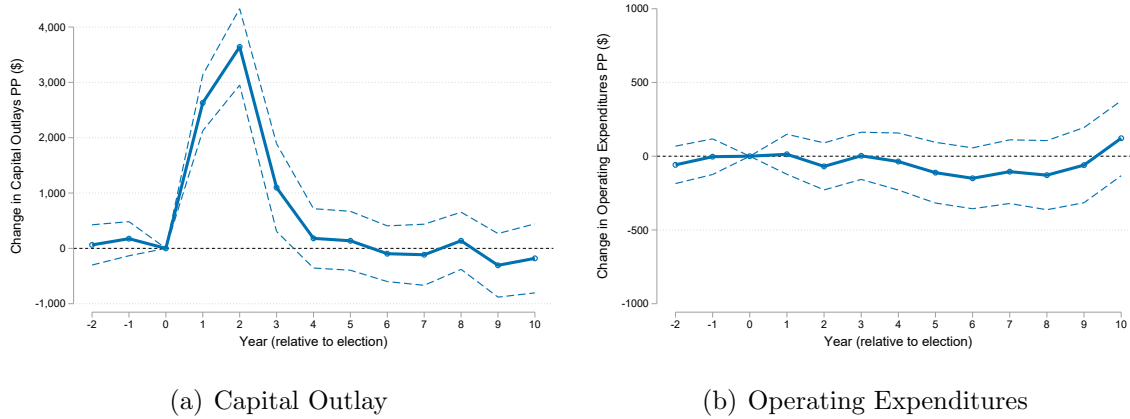 Change in Capital Outlays PP ($)
4,000
3,000
2,000
1,000
0
-1,000
-2 -1 0 1 2 3 4 5 6 7 8 9 10
Year (relative to election)
(a) Capital Outlay
Change in Operating Expenditures PP ($)
1000
500
0
-500
-1000
-2 -1 0 1 2 3 4 5 6 7 8 9 10
Year (relative to election)
(b) Operating Expenditures